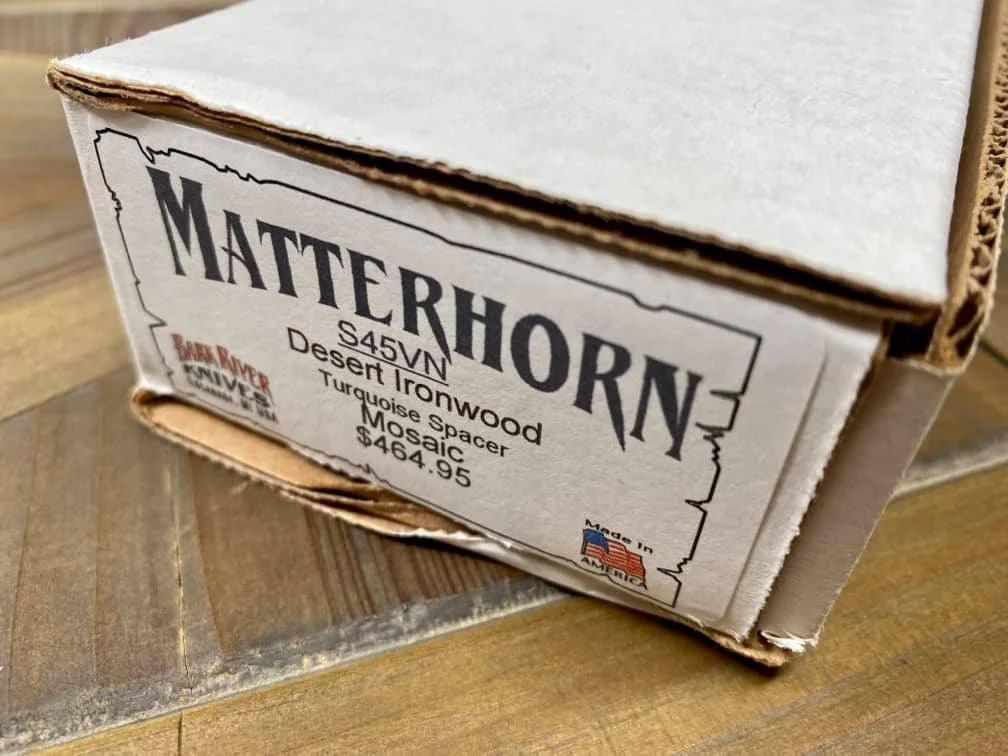 MATTERHORN
S45VN
Desert Ironwood
Turquoise Spacer
Mosaic
$464.95
BARK RIVER
KNIVES
Made In
AMERICA